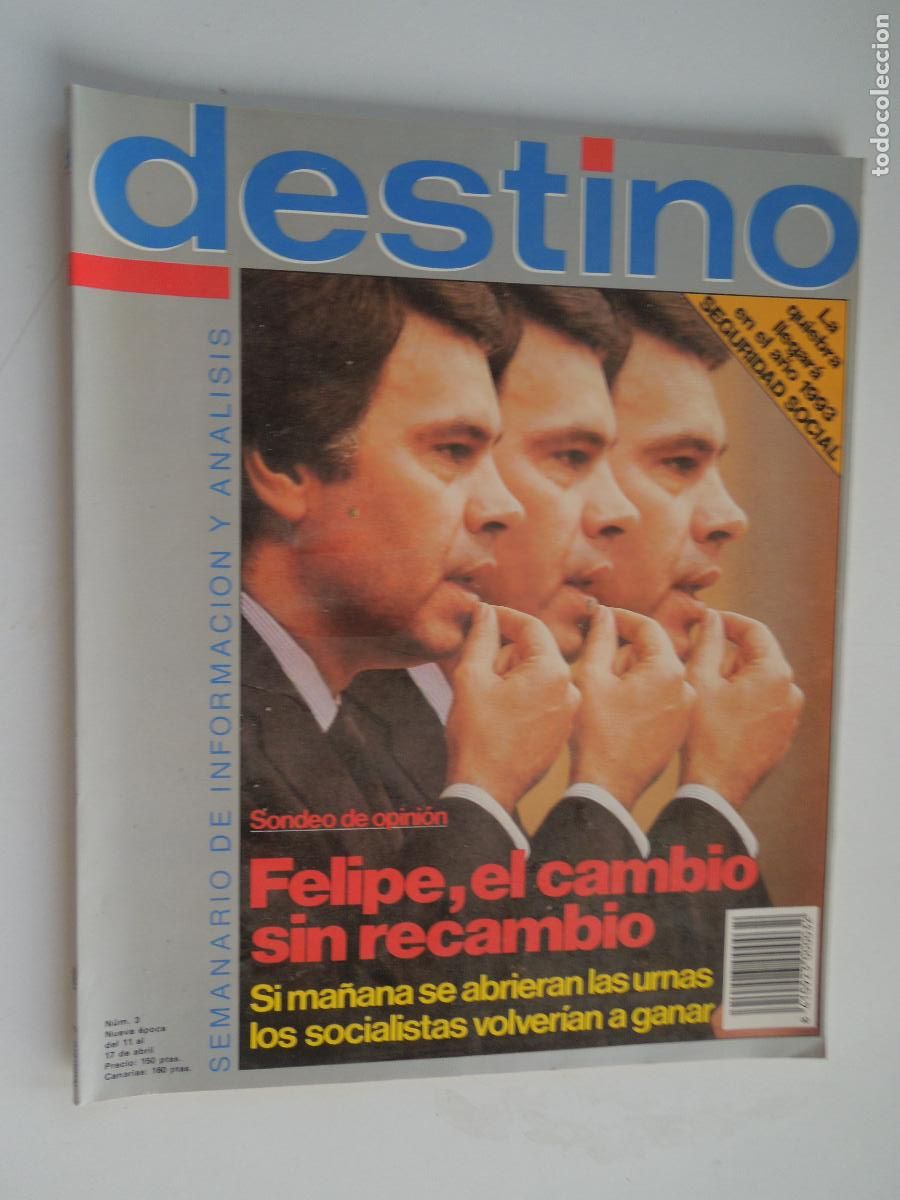 todocoleccion
destino
La
quiebra
llegará
en el año 1993
SEGURIDAD SOCIAL
SEMANARIO DE INFORMACION Y ANALISIS
Sondeo de opinión
Felipe, el cambio
sin recambio
Si mañana se abrieran las urnas
los socialistas volverían a ganar
Núm. 3
Nueva época
del 11 al
17 de abril
Precio: 150 ptas.
Canarias: 160 ptas.